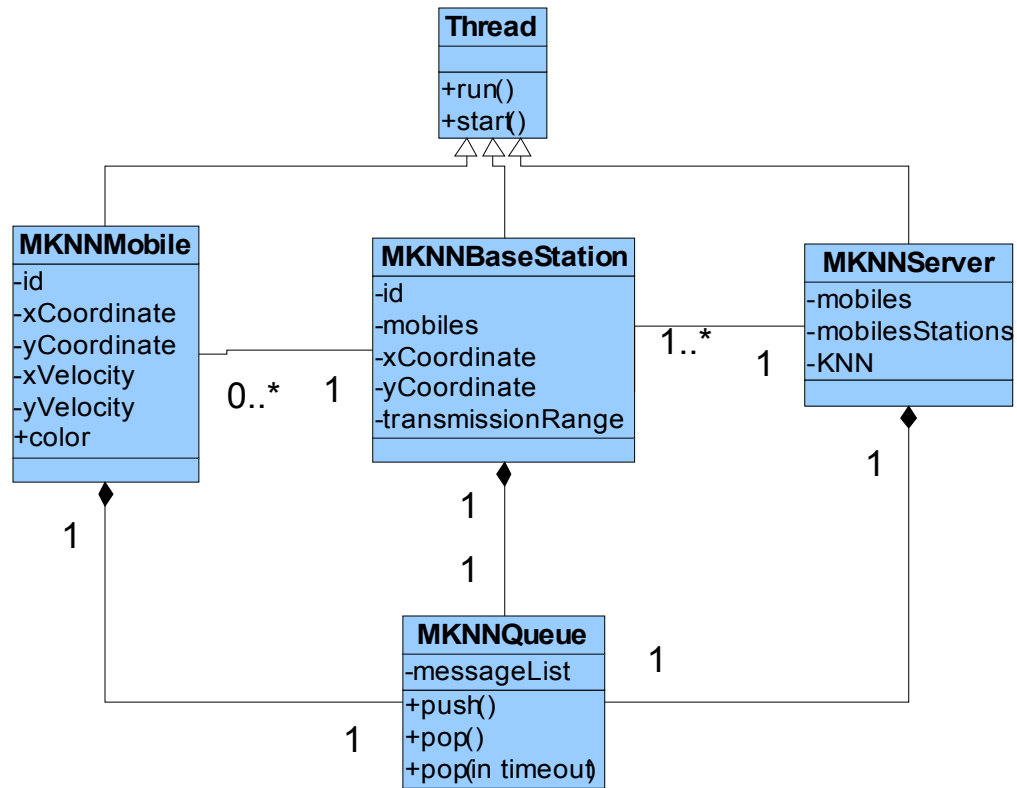 Thread
+run()
+start()
MKNNMobile
-id
-xCoordinate
-yCoordinate
-xVelocity
-yVelocity
+color
MKNNBaseStation
-id
-mobiles
-xCoordinate
-yCoordinate
-transmissionRange
MKNNServer
-mobiles
-mobilesStations
-KNN
0..*
1
1..*
1
1
1
1
1
1
1
MKNNQueue
-messageList
+push()
+pop()
+pop(in timeout)